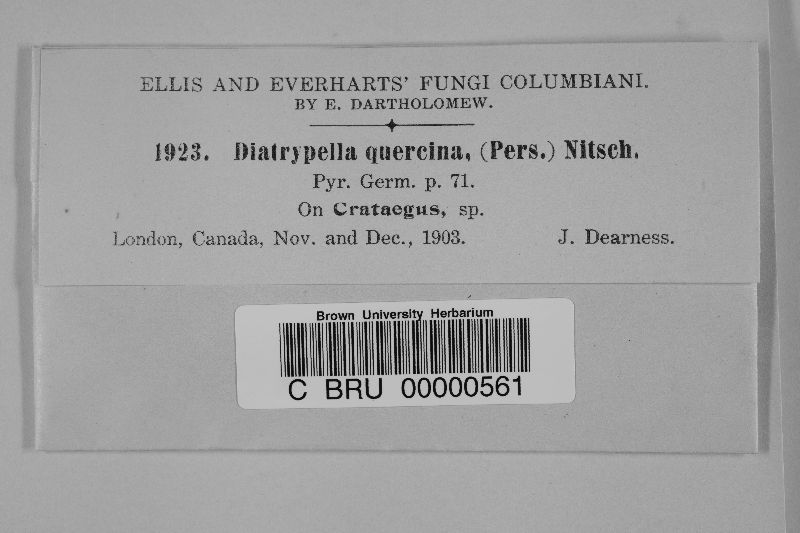 ELLIS AND EVERHARTS' FUNGI COLUMBIANI.
BY E. DARTHOLOMEW.
1923. Diatrypella quercina, (Pers.) Nitsch.
Pyr. Germ. p. 71.
On Crataegus, sp.
London, Canada, Nov. and Dec., 1903. J. Dearness.
Brown University Herbarium
C BRU 00000561